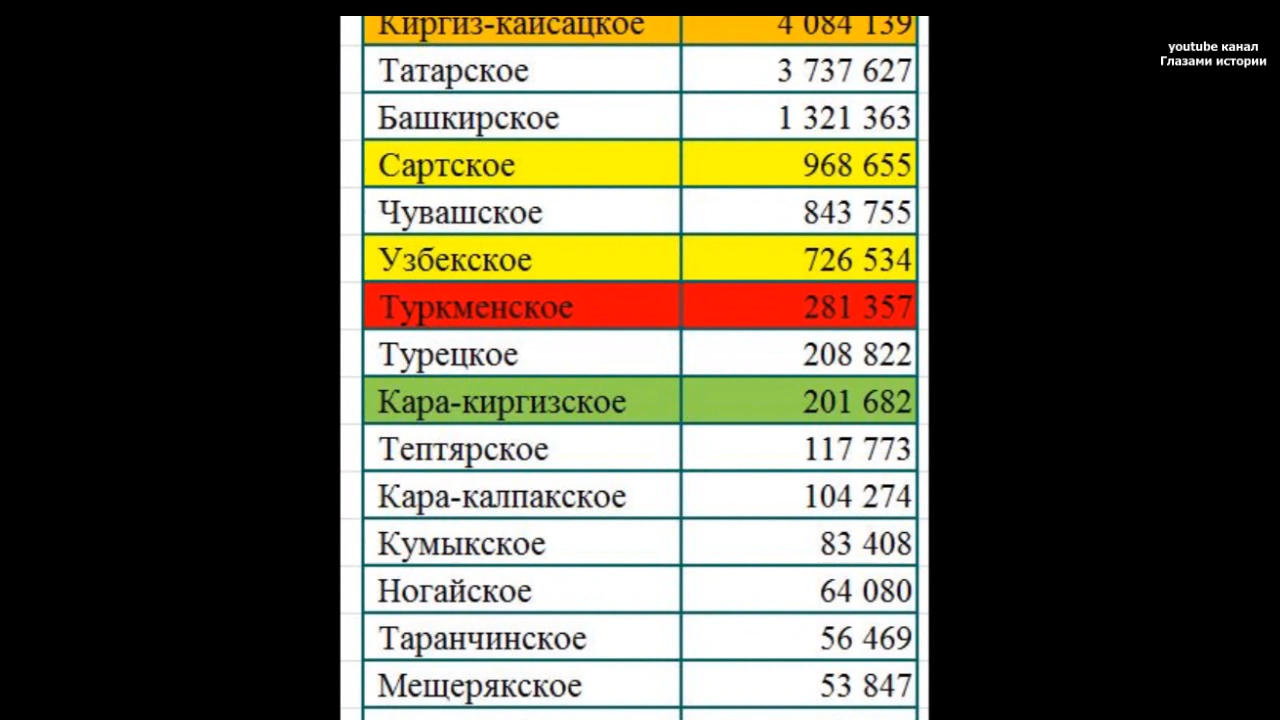 youtube канал
Глазами истории
Киргиз-кайсацкое 4 084 139
Татарское 3 737 627
Башкирское 1 321 363
Сартское 968 655
Чувашское 843 755
Узбекское 726 534
Туркменское 281 357
Турецкое 208 822
Кара-киргизское 201 682
Тептярское 117 773
Кара-калпакское 104 274
Кумыкское 83 408
Ногайское 64 080
Таранчинское 56 469
Мещерякское 53 847